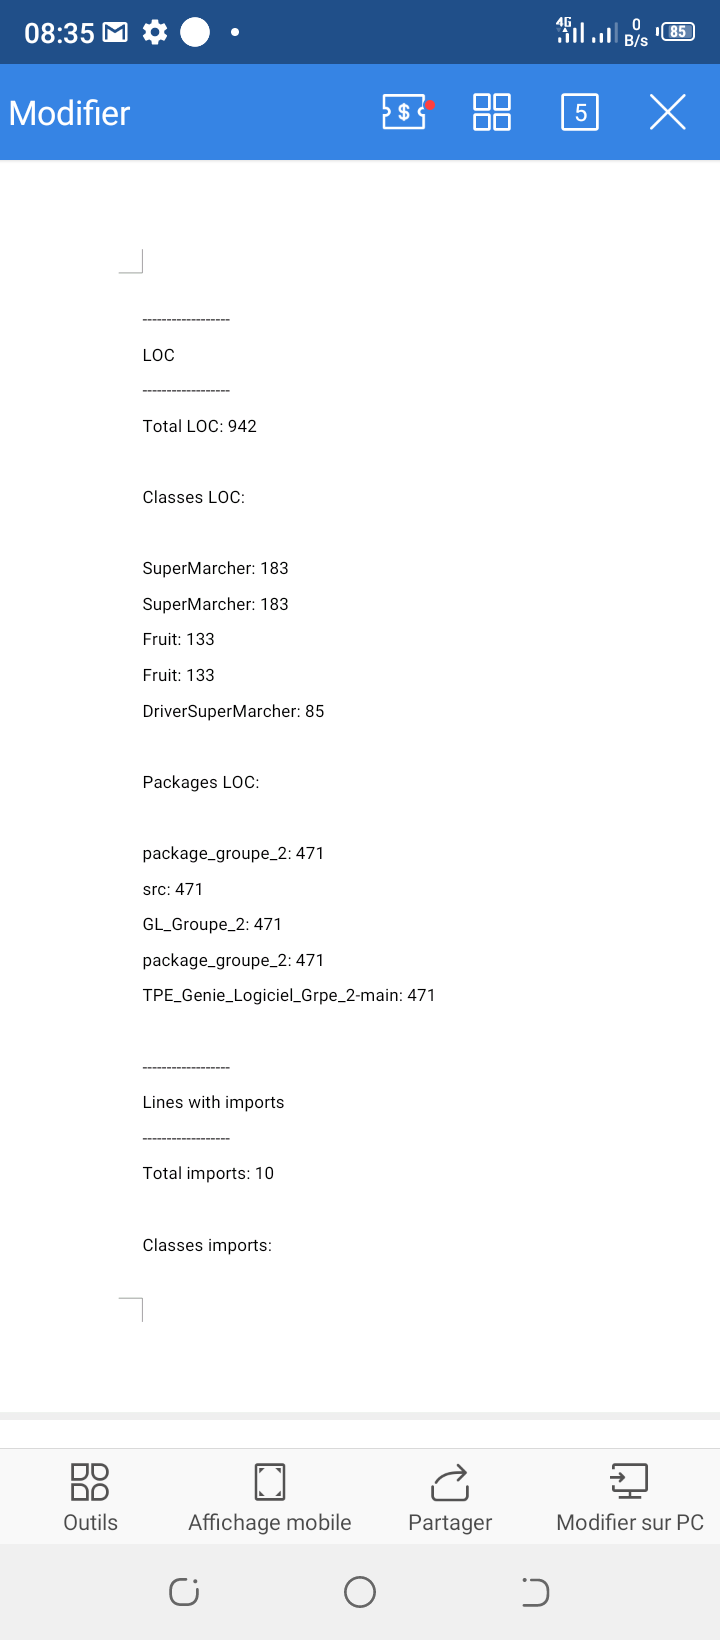 08:35
4G
0
B/s
85
Modifier
$
5
------------------
LOC
------------------
Total LOC: 942
Classes LOC:
SuperMarcher: 183
SuperMarcher: 183
Fruit: 133
Fruit: 133
DriverSuperMarcher: 85
Packages LOC:
package_groupe_2: 471
src: 471
GL_Groupe_2: 471
package_groupe_2: 471
TPE_Genie_Logiciel_Grpe_2-main: 471
------------------
Lines with imports
------------------
Total imports: 10
Classes imports:
Outils
Affichage mobile
Partager
Modifier sur PC